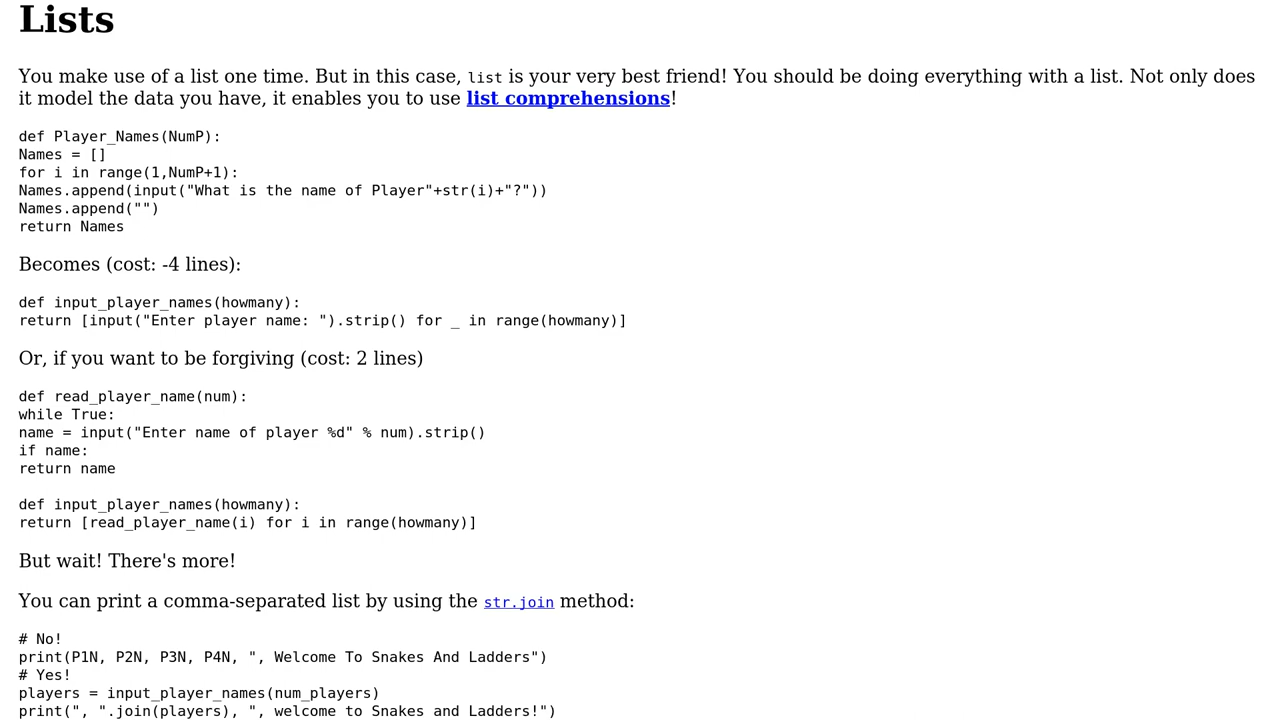 Lists
You make use of a list one time. But in this case, list is your very best friend! You should be doing everything with a list. Not only does
it model the data you have, it enables you to use list comprehensions!
def Player_Names(NumP):
Names = []
for i in range(1,NumP+1):
Names.append(input("What is the name of Player"+str(i)+"?"))
Names.append("")
return Names
Becomes (cost: -4 lines):
def input_player_names(howmany):
return [input("Enter player name: ").strip() for _ in range(howmany)]
Or, if you want to be forgiving (cost: 2 lines)
def read_player_name(num):
while True:
name = input("Enter name of player %d" % num).strip()
if name:
return name
def input_player_names(howmany):
return [read_player_name(i) for i in range(howmany)]
But wait! There's more!
You can print a comma-separated list by using the str.join method:
# No!
print(P1N, P2N, P3N, P4N, ", Welcome To Snakes And Ladders")
# Yes!
players = input_player_names(num_players)
print(", ".join(players), ", welcome to Snakes and Ladders!")